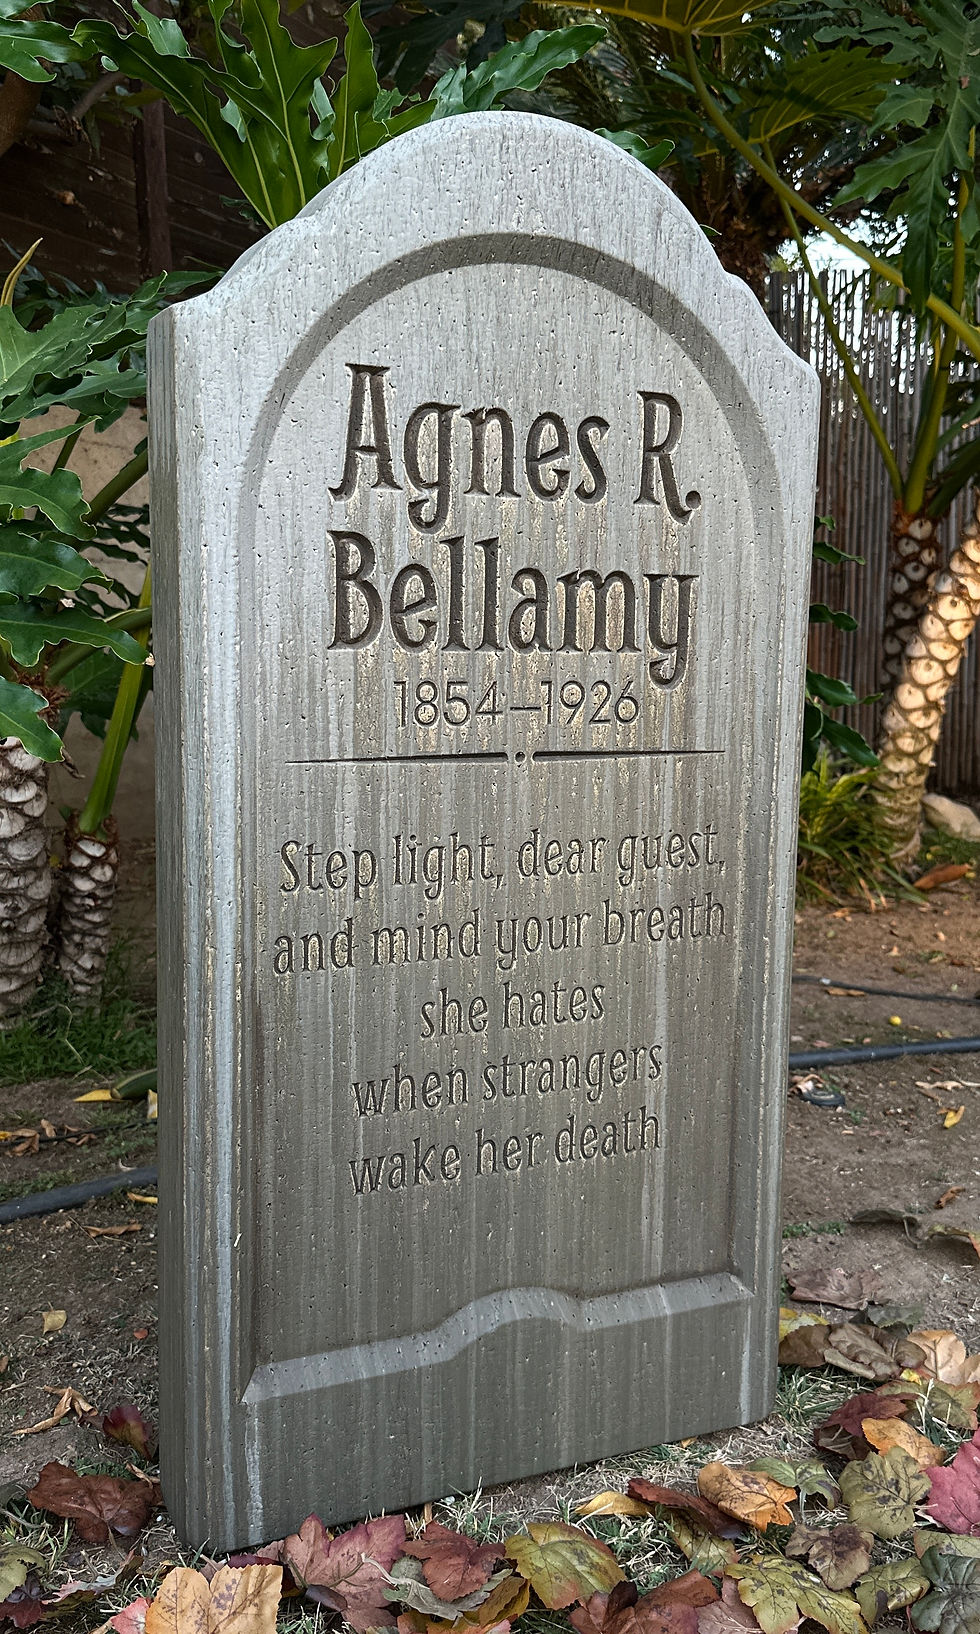 Agnes R.
Bellamy
1854–1926
Step light, dear guest,
and mind your breath
she hates
when strangers
wake her death